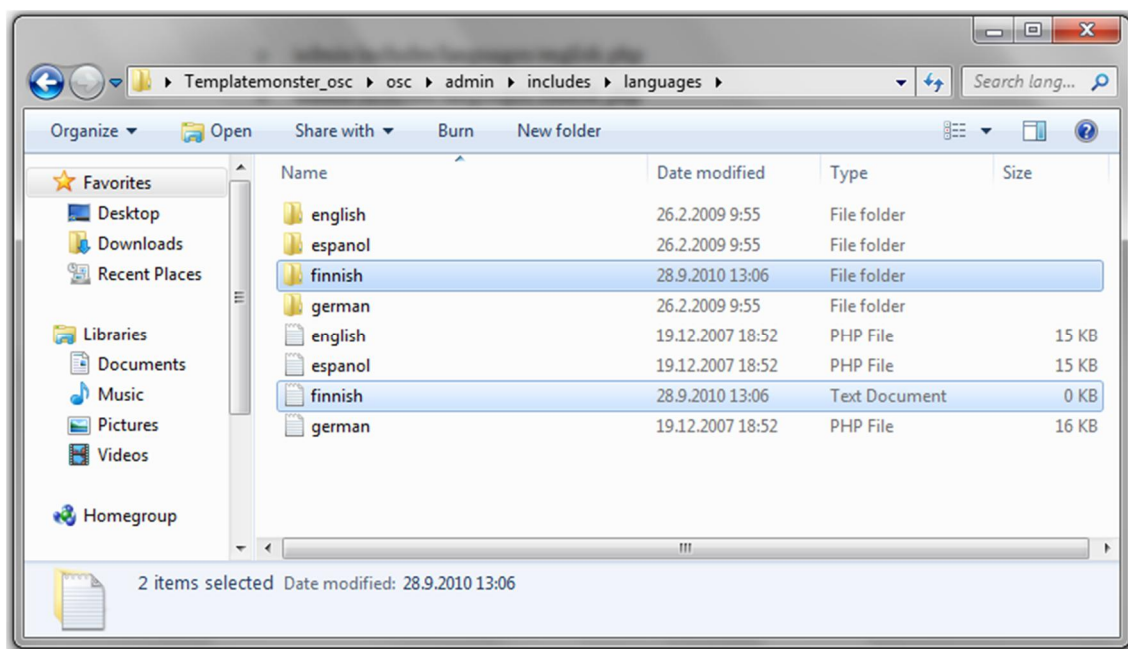 Templatemonster_osc osc admin includes languages Search lang...
Organize Open Share with Burn New folder
Favorites
Desktop
Downloads
Recent Places
Libraries
Documents
Music
Pictures
Videos
Homegroup
Name Date modified Type Size
english 26.2.2009 9:55 File folder
espanol 26.2.2009 9:55 File folder
finnish 28.9.2010 13:06 File folder
german 26.2.2009 9:55 File folder
english 19.12.2007 18:52 PHP File 15 KB
espanol 19.12.2007 18:52 PHP File 15 KB
finnish 28.9.2010 13:06 Text Document 0 KB
german 19.12.2007 18:52 PHP File 16 KB
2 items selected Date modified: 28.9.2010 13:06